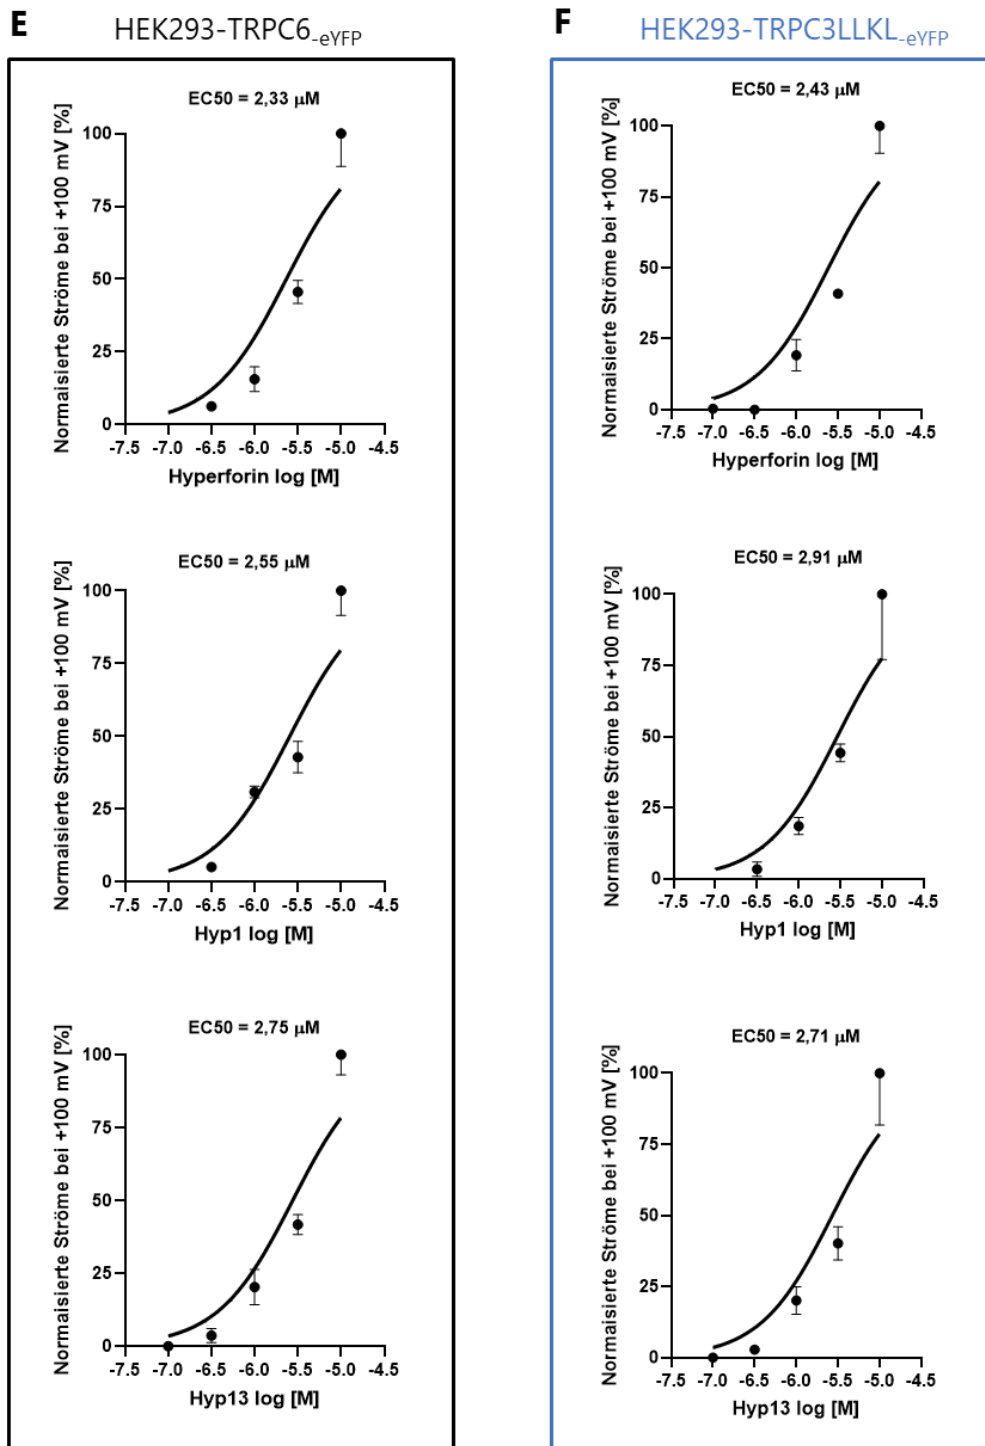 E
HEK293-TRPC6-eYFP
EC50 = 2,33 µM
Normaisierte Ströme bei +100 mV [%]
100
75
50
25
0
-7.5 -7.0 -6.5 -6.0 -5.5 -5.0 -4.5
Hyperforin log [M]
EC50 = 2,55 µM
Normaisierte Ströme bei +100 mV [%]
100
75
50
25
0
-7.5 -7.0 -6.5 -6.0 -5.5 -5.0 -4.5
Hyp1 log [M]
EC50 = 2,75 µM
Normaisierte Ströme bei +100 mV [%]
100
75
50
25
0
-7.5 -7.0 -6.5 -6.0 -5.5 -5.0 -4.5
Hyp13 log [M]
F
HEK293-TRPC3LLKL-eYFP
EC50 = 2,43 µM
Normaisierte Ströme bei +100 mV [%]
100
75
50
25
0
-7.5 -7.0 -6.5 -6.0 -5.5 -5.0 -4.5
Hyperforin log [M]
EC50 = 2,91 µM
Normaisierte Ströme bei +100 mV [%]
100
75
50
25
0
-7.5 -7.0 -6.5 -6.0 -5.5 -5.0 -4.5
Hyp1 log [M]
EC50 = 2,71 µM
Normaisierte Ströme bei +100 mV [%]
100
75
50
25
0
-7.5 -7.0 -6.5 -6.0 -5.5 -5.0 -4.5
Hyp13 log [M]